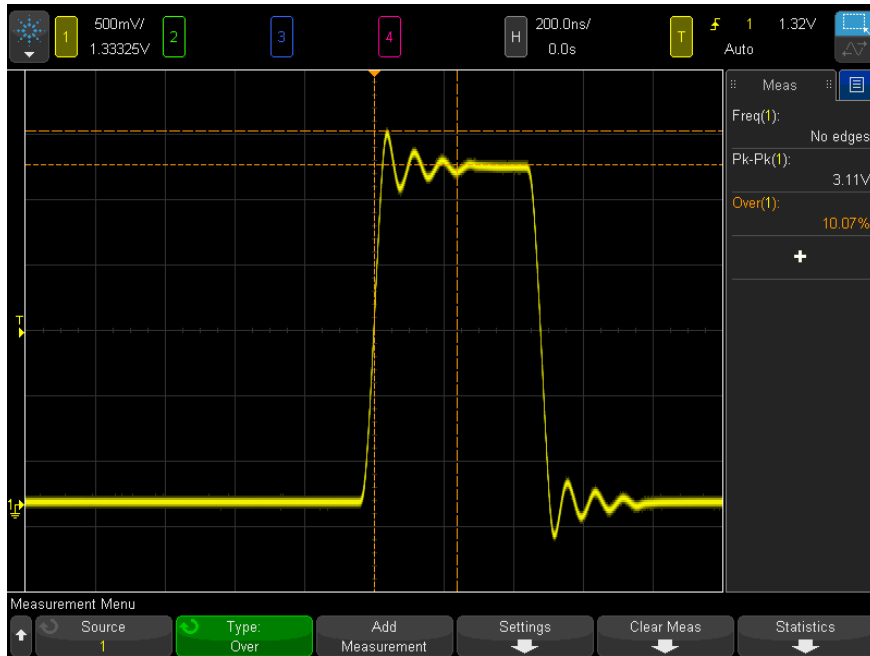 1 500mV/ 2 3 4 H 200.0ns/ T 1 1.32V
1.33325V 0.0s Auto
Meas
Freq(1):
No edges
Pk-Pk(1):
3.11V
Over(1):
10.07%
+
T
1
Measurement Menu
Source Type: Add Settings Clear Meas Statistics
1 Over Measurement